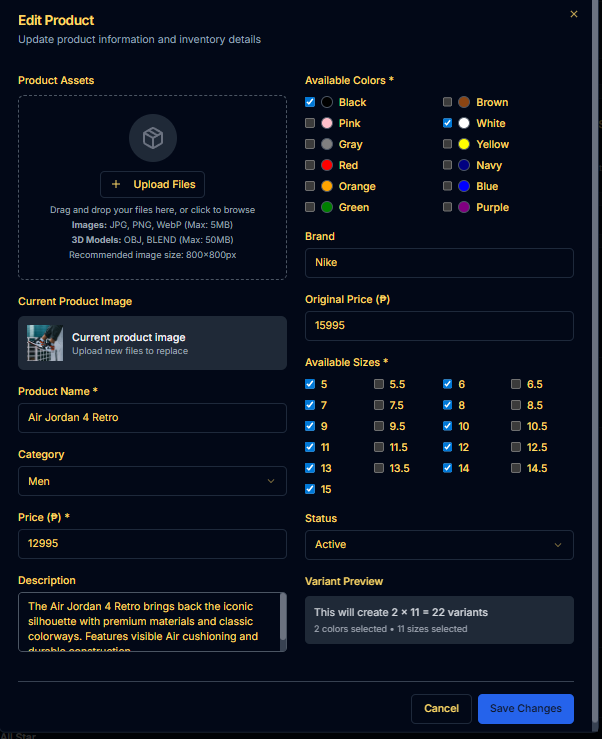 Edit Product
Update product information and inventory details
Product Assets
+ Upload Files
Drag and drop your files here, or click to browse
Images: JPG, PNG, WebP (Max: 5MB)
3D Models: OBJ, BLEND (Max: 50MB)
Recommended image size: 800×800px
Current Product Image
Current product image
Upload new files to replace
Product Name *
Air Jordan 4 Retro
Category
Men
Price (₱) *
12995
Description
The Air Jordan 4 Retro brings back the iconic
silhouette with premium materials and classic
colorways. Features visible Air cushioning and
durable construction
Available Colors *
Black Brown
Pink White
Gray Yellow
Red Navy
Orange Blue
Green Purple
Brand
Nike
Original Price (₱)
15995
Available Sizes *
5 5.5 6 6.5
7 7.5 8 8.5
9 9.5 10 10.5
11 11.5 12 12.5
13 13.5 14 14.5
15
Status
Active
Variant Preview
This will create 2 × 11 = 22 variants
2 colors selected • 11 sizes selected
Cancel Save Changes
All Star